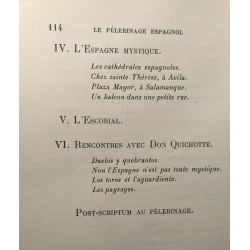 114 LE PÈLERINAGE ESPAGNOL
IV. L'ESPAGNE MYSTIQUE.
Les cathédrales espagnoles.
Chez sainte Thérèse, à Avila.
Plaza Mayor, à Salamanque.
Un balcon dans une petite rue.
V. L'ESCORIAL.
VI. RENCONTRES AVEC DON QUICHOTTE.
Duelos y quebrantos.
Non l'Espagne n'est pas toute mystique.
Los toros et l'aguardiente.
Les paysages.
POST-SCRIPTUM AU PÈLERINAGE.